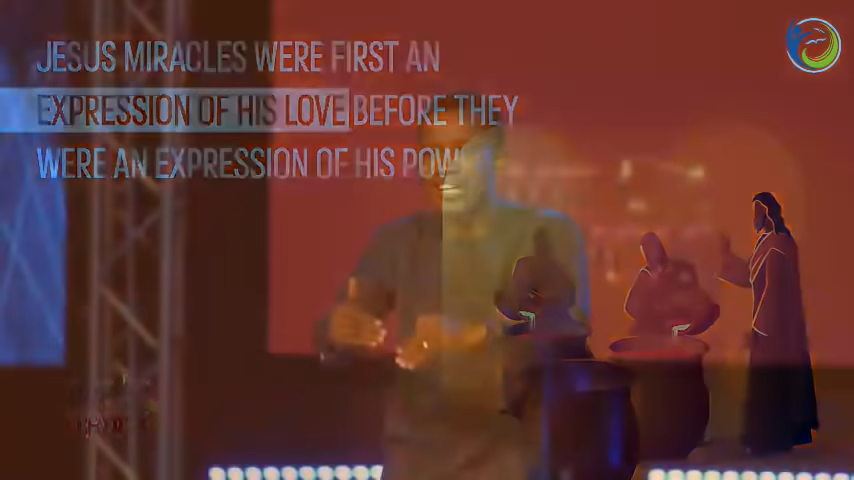 JESUS MIRACLES WERE FIRST AN
EXPRESSION OF HIS LOVE BEFORE THEY
WERE AN EXPRESSION OF HIS